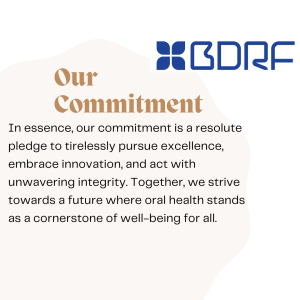 BDRF
Our
Commitment
In essence, our commitment is a resolute
pledge to tirelessly pursue excellence,
embrace innovation, and act with
unwavering integrity. Together, we strive
towards a future where oral health stands
as a cornerstone of well-being for all.